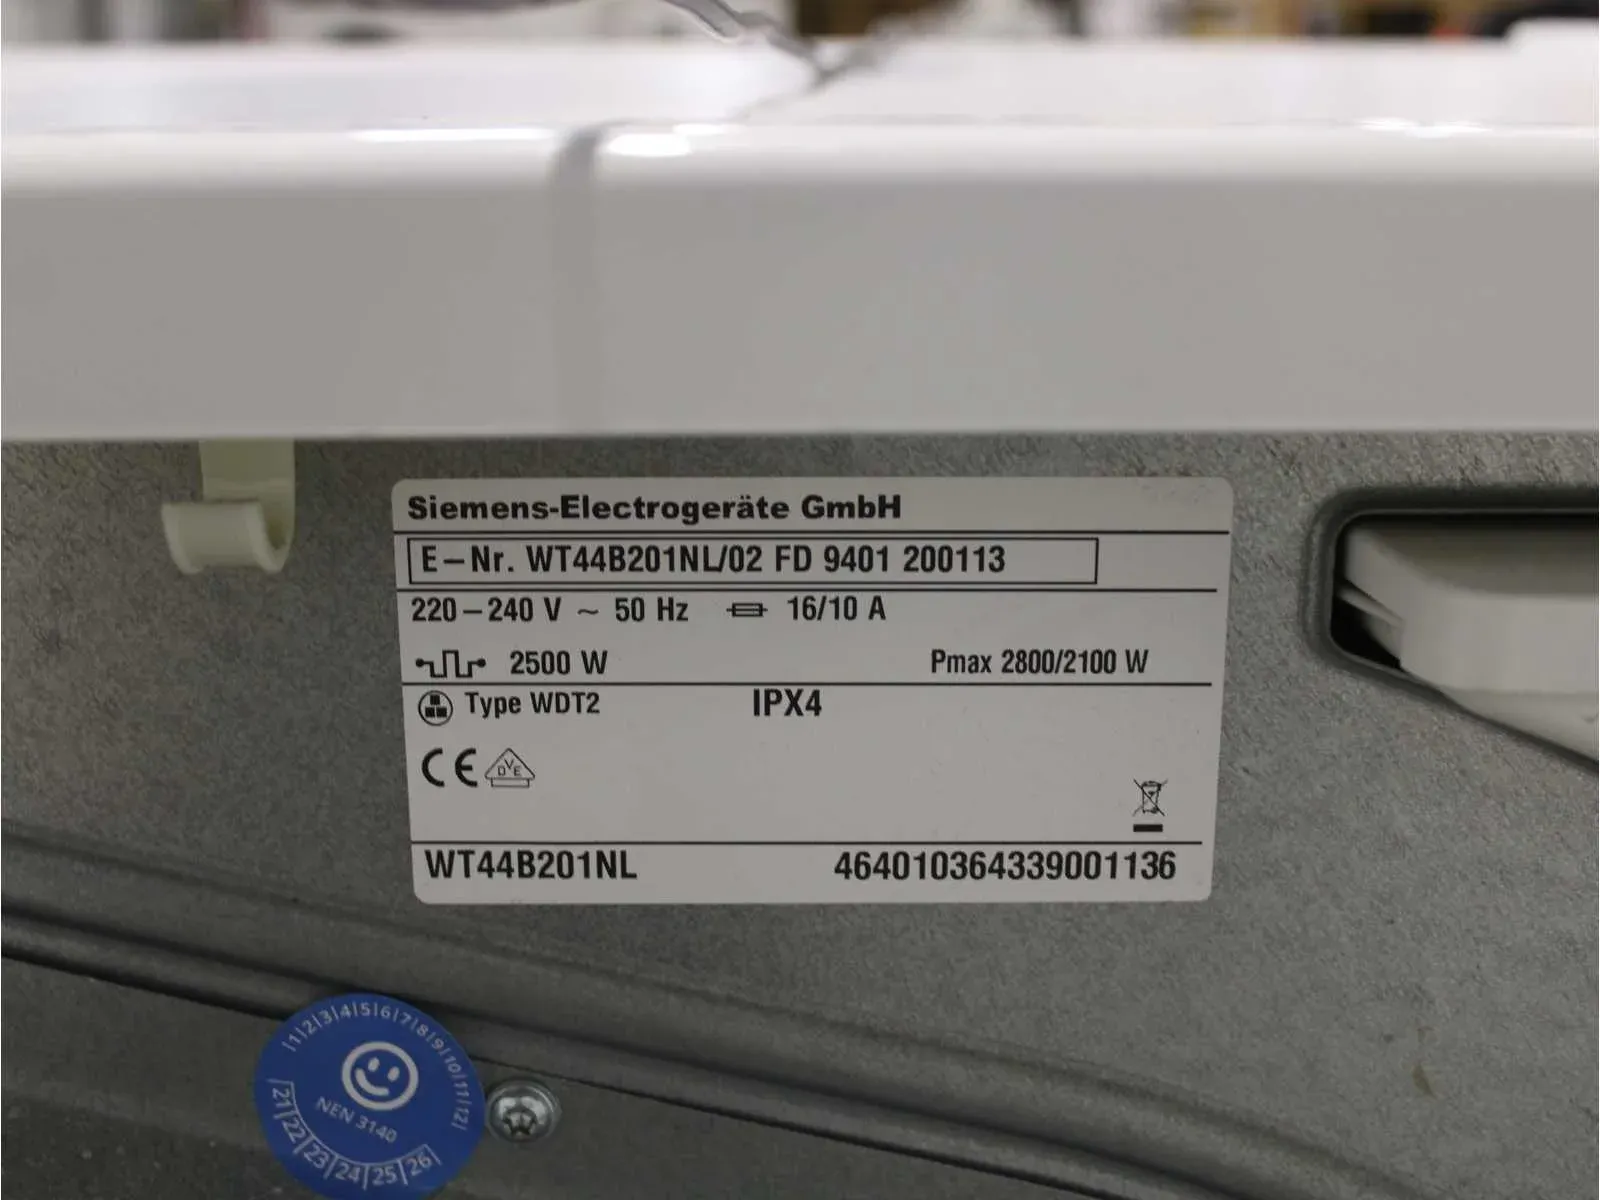 Siemens-Electrogeräte GmbH
E-Nr. WT44B201NL/02 FD 9401 200113
220-240 V ~ 50 Hz 16/10 A
2500 W Pmax 2800/2100 W
Type WDT2 IPX4
CE DVE
WT44B201NL 464010364339001136
|1|2|3|4|5|6|7|8|9|10|11|12|
NEN 3140
|21|22|23|24|25|26|